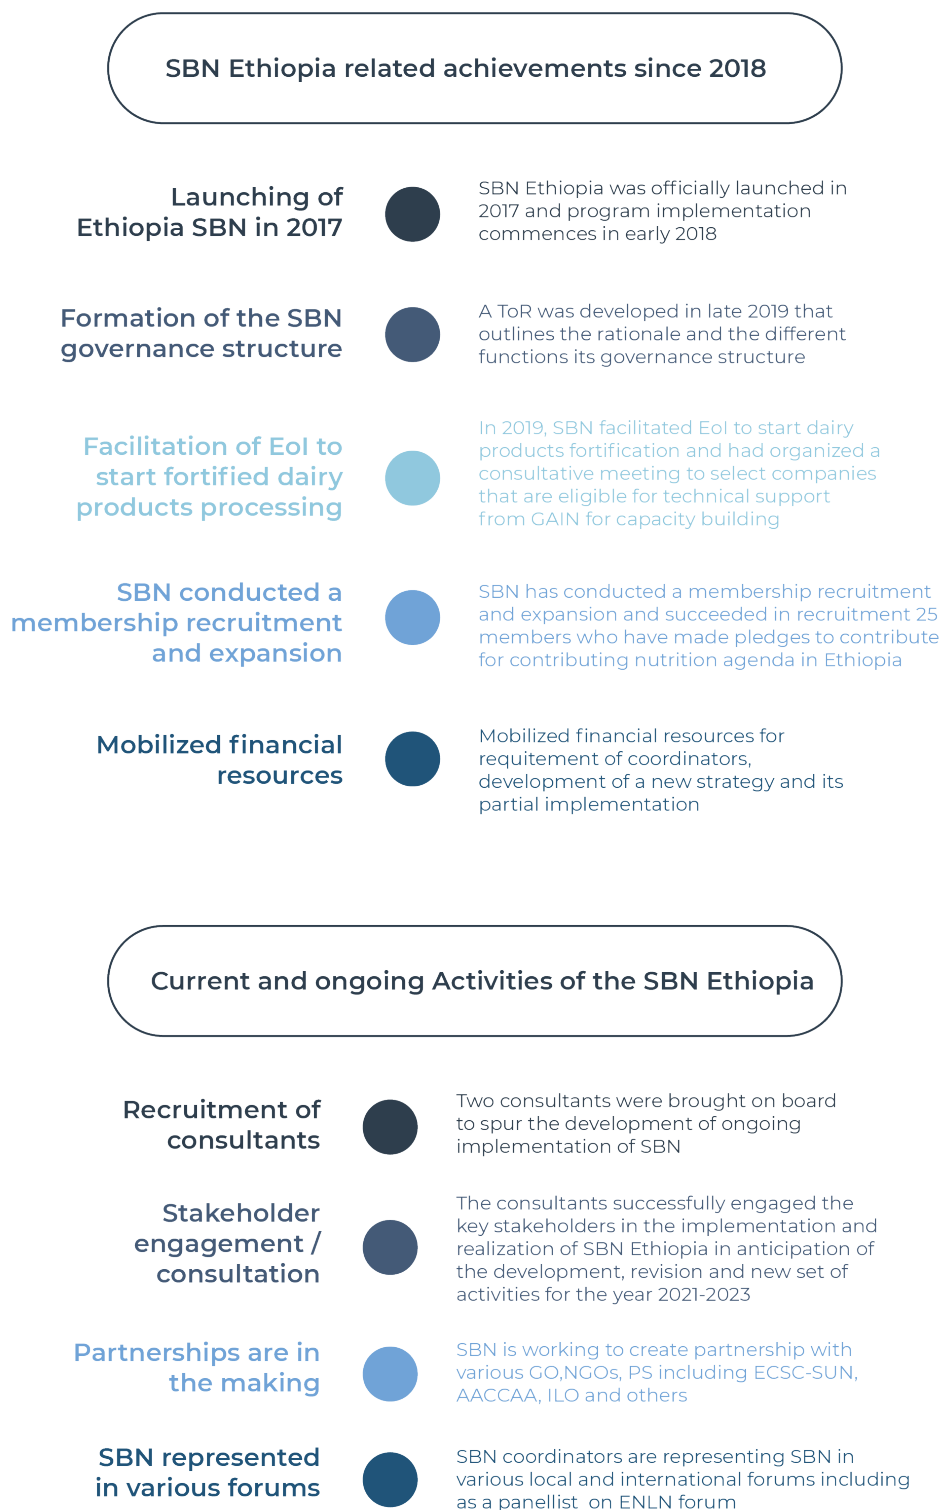 SBN Ethiopia related achievements since 2018
Launching of
Ethiopia SBN in 2017
SBN Ethiopia was officially launched in
2017 and program implementation
commences in early 2018
Formation of the SBN
governance structure
A ToR was developed in late 2019 that
outlines the rationale and the different
functions its governance structure
Facilitation of EoI to
start fortified dairy
products processing
In 2019, SBN facilitated EoI to start dairy
products fortification and had organized a
consultative meeting to select companies
that are eligible for technical support
from GAIN for capacity building
SBN conducted a
membership recruitment
and expansion
SBN has conducted a membership recruitment
and expansion and succeeded in recruitment 25
members who have made pledges to contribute
for contributing nutrition agenda in Ethiopia
Mobilized financial
resources
Mobilized financial resources for
requitement of coordinators,
development of a new strategy and its
partial implementation
Current and ongoing Activities of the SBN Ethiopia
Recruitment of
consultants
Two consultants were brought on board
to spur the development of ongoing
implementation of SBN
Stakeholder
engagement /
consultation
The consultants successfully engaged the
key stakeholders in the implementation and
realization of SBN Ethiopia in anticipation of
the development, revision and new set of
activities for the year 2021-2023
Partnerships are in
the making
SBN is working to create partnership with
various GO,NGOs, PS including ECSC-SUN,
AACCAA, ILO and others
SBN represented
in various forums
SBN coordinators are representing SBN in
various local and international forums including
as a panellist on ENLN forum